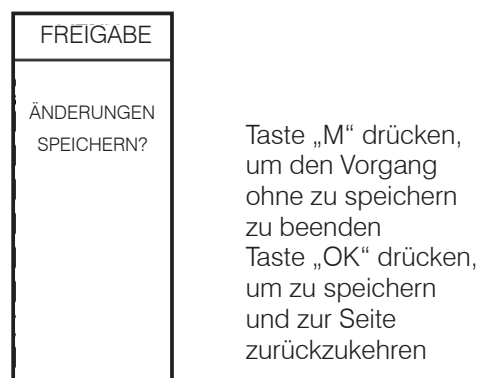 FREIGABE
ÄNDERUNGEN
SPEICHERN?
Taste „M“ drücken,
um den Vorgang
ohne zu speichern
zu beenden
Taste „OK“ drücken,
um zu speichern
und zur Seite
zurückzukehren